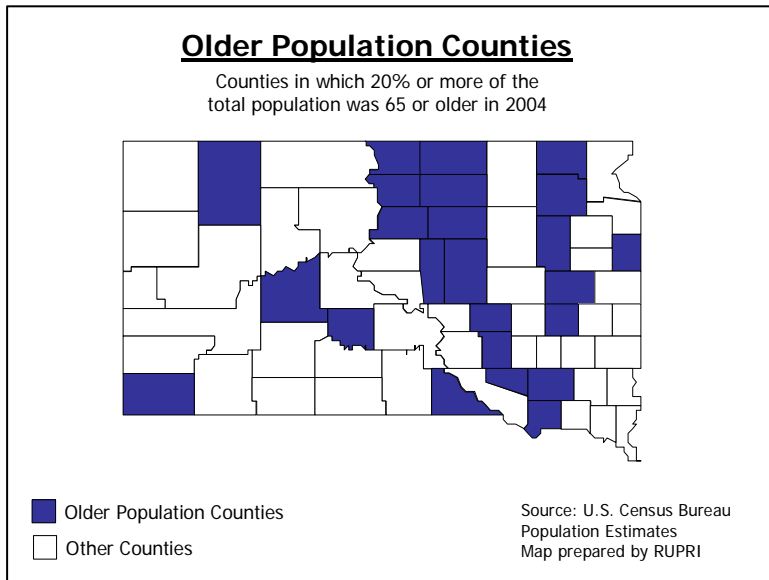 Older Population Counties
Counties in which 20% or more of the
total population was 65 or older in 2004
Older Population Counties
Other Counties
Source: U.S. Census Bureau
Population Estimates
Map prepared by RUPRI